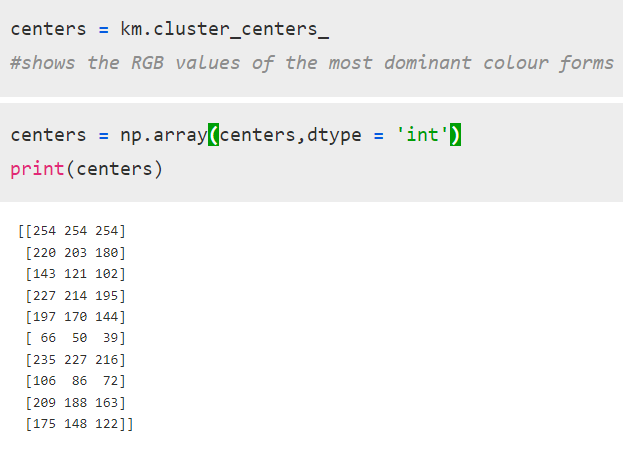 centers = km.cluster_centers_
#shows the RGB values of the most dominant colour forms
centers = np.array(centers,dtype = 'int')
print(centers)
[[254 254 254]
 [220 203 180]
 [143 121 102]
 [227 214 195]
 [197 170 144]
 [ 66  50  39]
 [235 227 216]
 [106  86  72]
 [209 188 163]
 [175 148 122]]